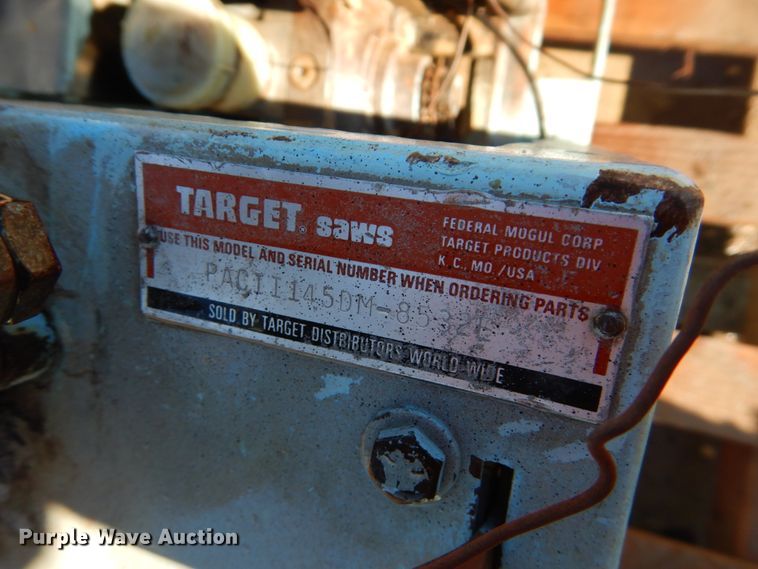 TARGET® saws
FEDERAL MOGUL CORP.
TARGET PRODUCTS DIV
K.C. MO./USA
USE THIS MODEL AND SERIAL NUMBER WHEN ORDERING PARTS
SOLD BY TARGET DISTRIBUTORS WORLD-WIDE
Purple Wave Auction